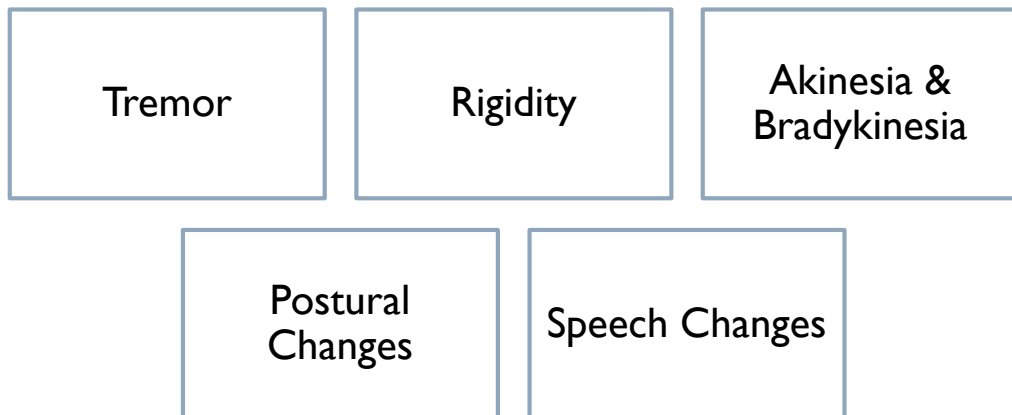 Tremor
Rigidity
Akinesia &
Bradykinesia
Postural
Changes
Speech Changes